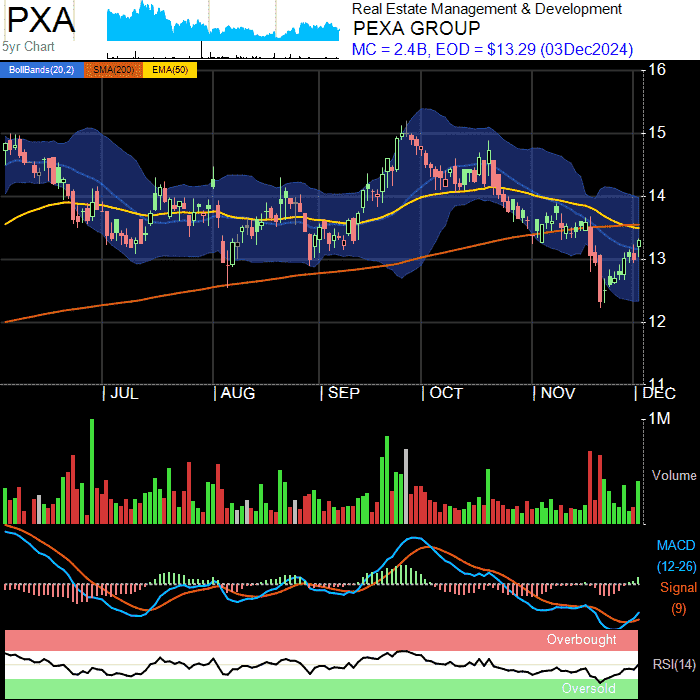 PXA
5yr Chart
Real Estate Management & Development
PEXA GROUP
MC = 2.4B, EOD = $13.29 (03Dec2024)
BollBands(20,2) SMA(200) EMA(50)
16
15
14
13
12
11
JUL AUG SEP OCT NOV DEC
1M
Volume
MACD
(12-26)
Signal
(9)
Overbought
RSI(14)
Oversold